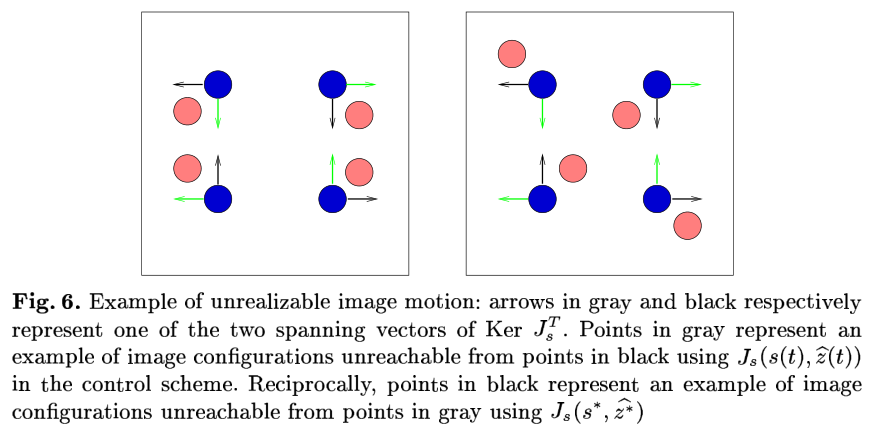 Fig. 6. Example of unrealizable image motion: arrows in gray and black respectively
represent one of the two spanning vectors of Ker $J_s^T$. Points in gray represent an
example of image configurations unreachable from points in black using $J_s(s(t), \widehat{z}(t))$
in the control scheme. Reciprocally, points in black represent an example of image
configurations unreachable from points in gray using $J_s(s^*, \widehat{z^*})$